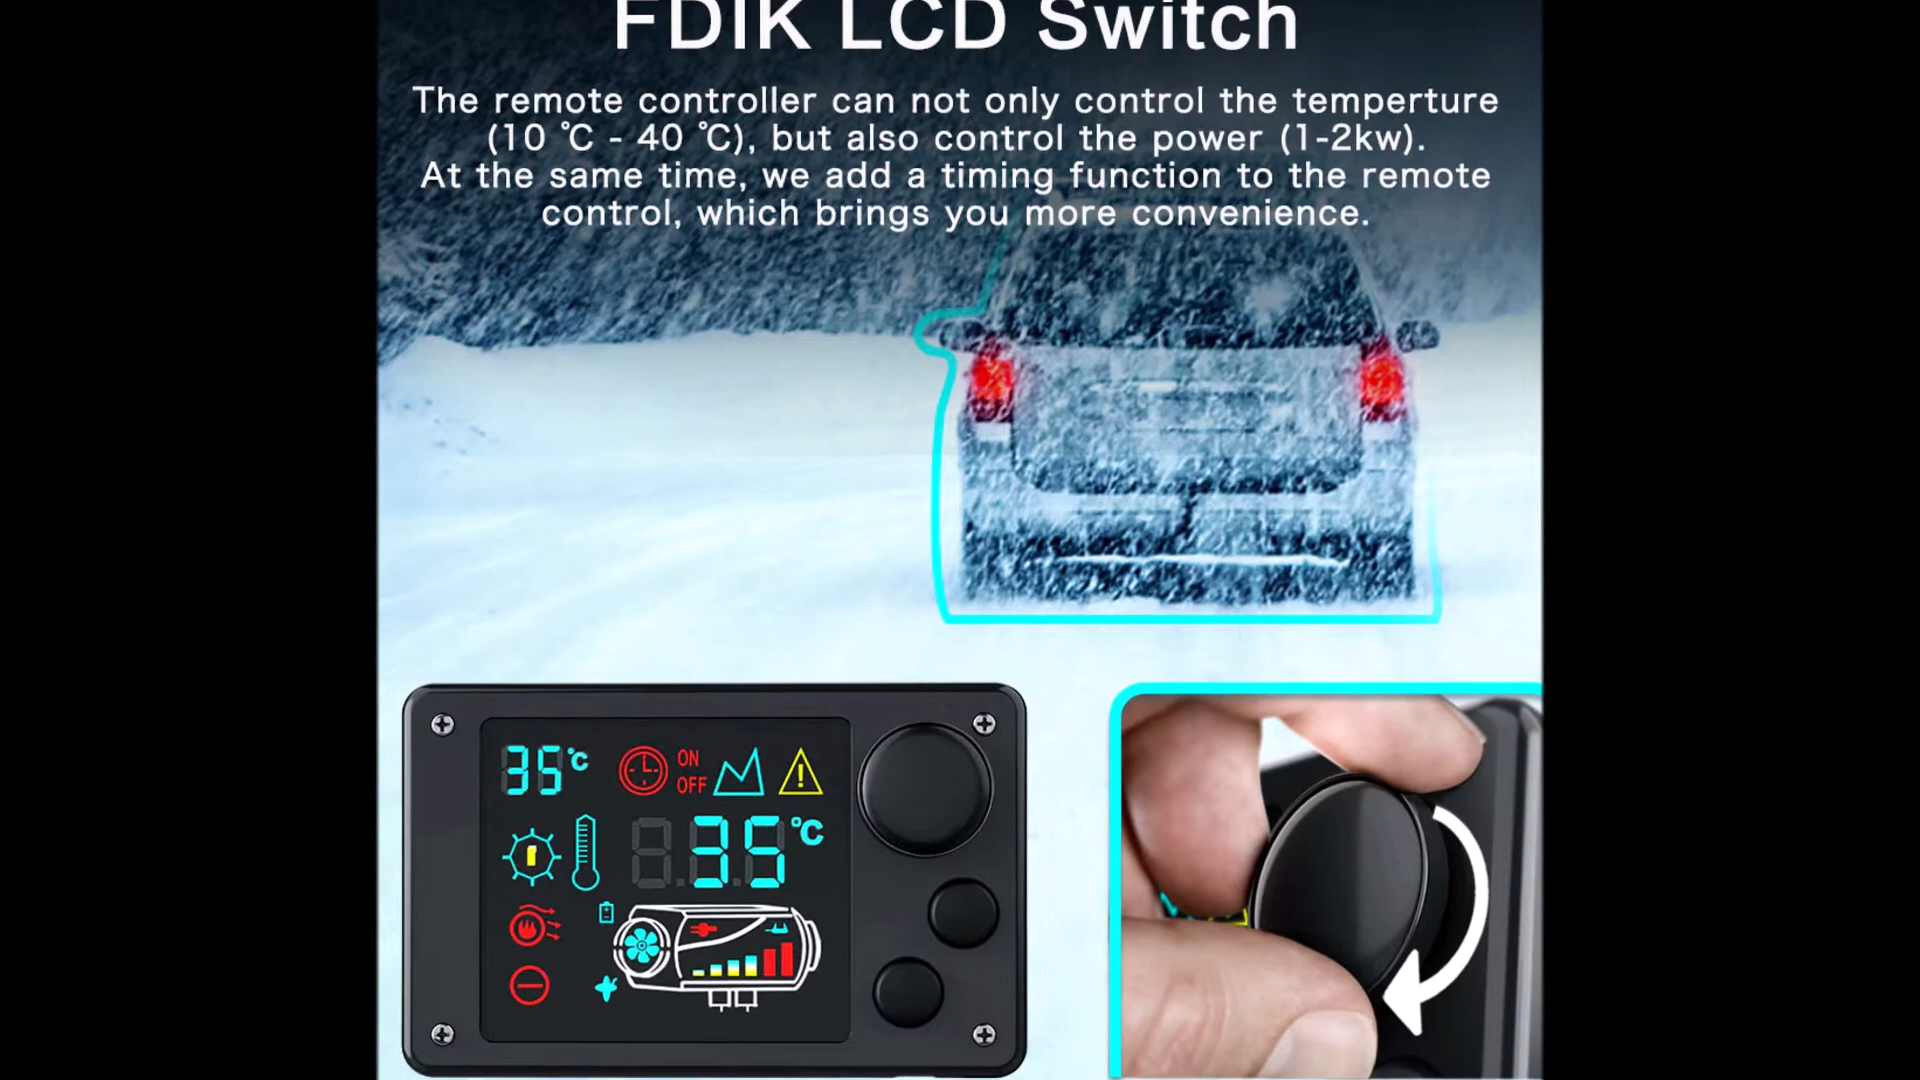 FDIK LCD Switch
The remote controller can not only control the temperture
(10 ℃ - 40 ℃), but also control the power (1-2kw).
At the same time, we add a timing function to the remote
control, which brings you more convenience.
35℃ ON
OFF
35℃